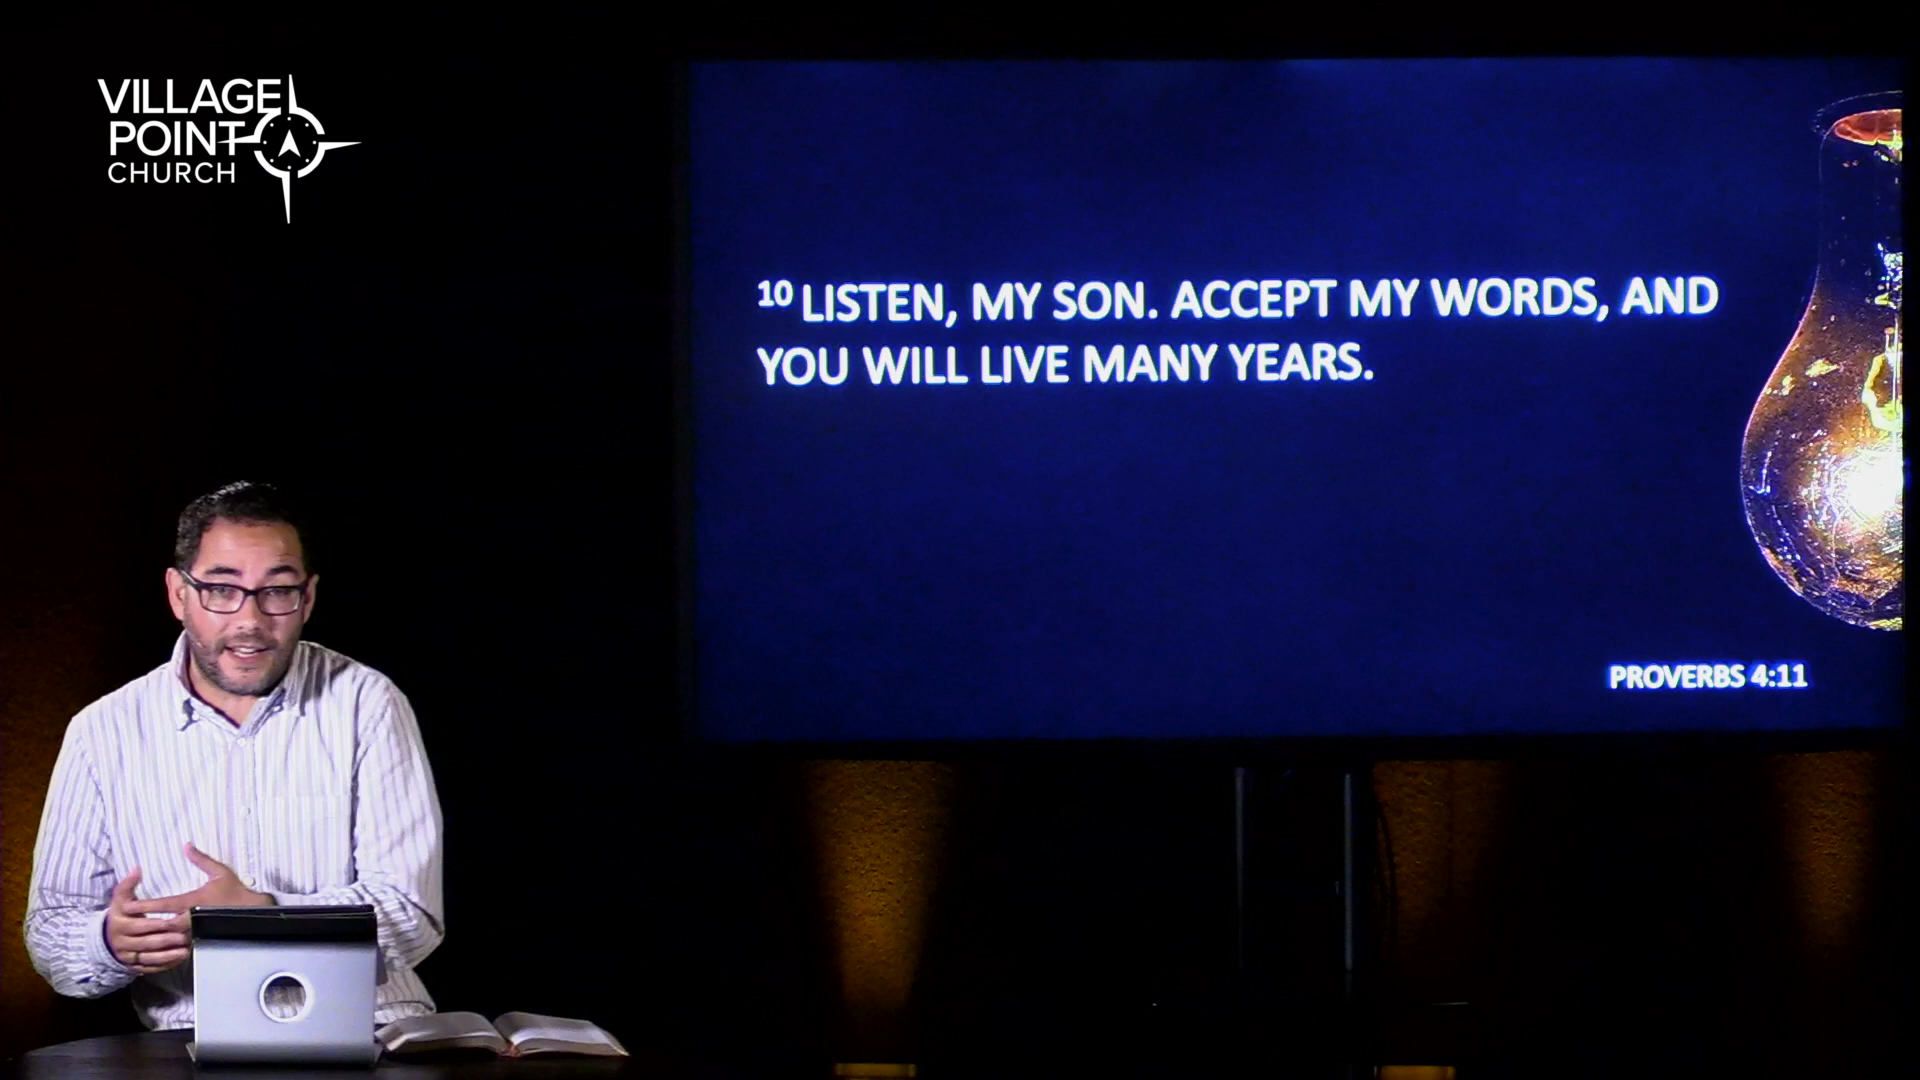 VILLAGE
POINT
CHURCH
10 LISTEN, MY SON. ACCEPT MY WORDS, AND
YOU WILL LIVE MANY YEARS.
PROVERBS 4:11